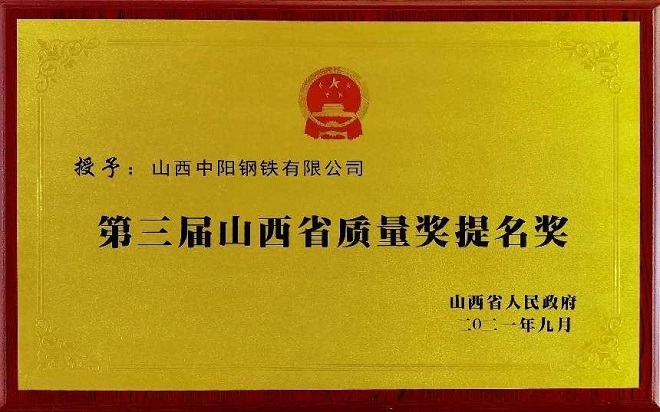 授予：山西中阳钢铁有限公司
第三届山西省质量奖提名奖
山西省人民政府
二〇二一年九月